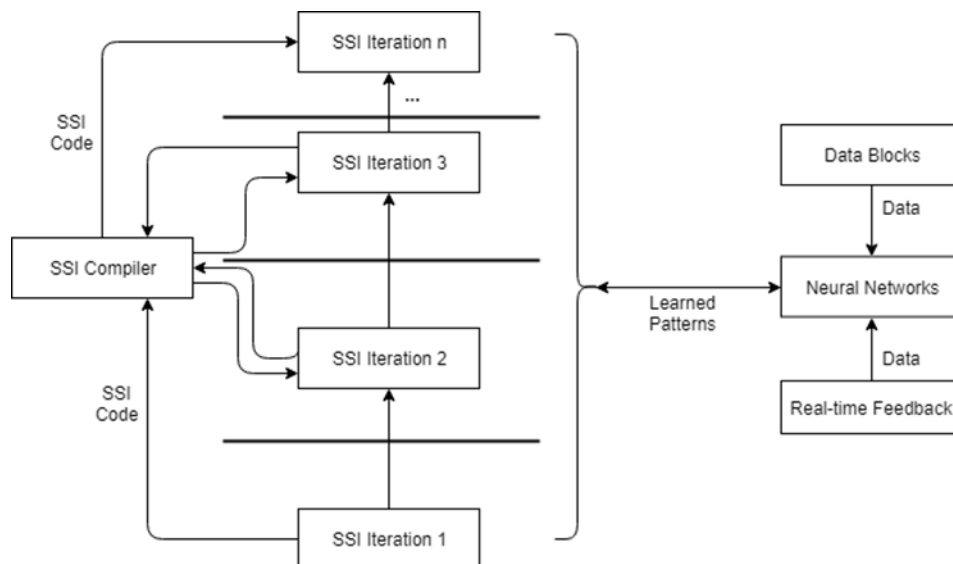 SSI Iteration n
...
SSI
Code
SSI Iteration 3
Data Blocks
Data
SSI Compiler
Neural Networks
Learned
Patterns
SSI Iteration 2
Data
SSI
Code
Real-time Feedback
SSI Iteration 1